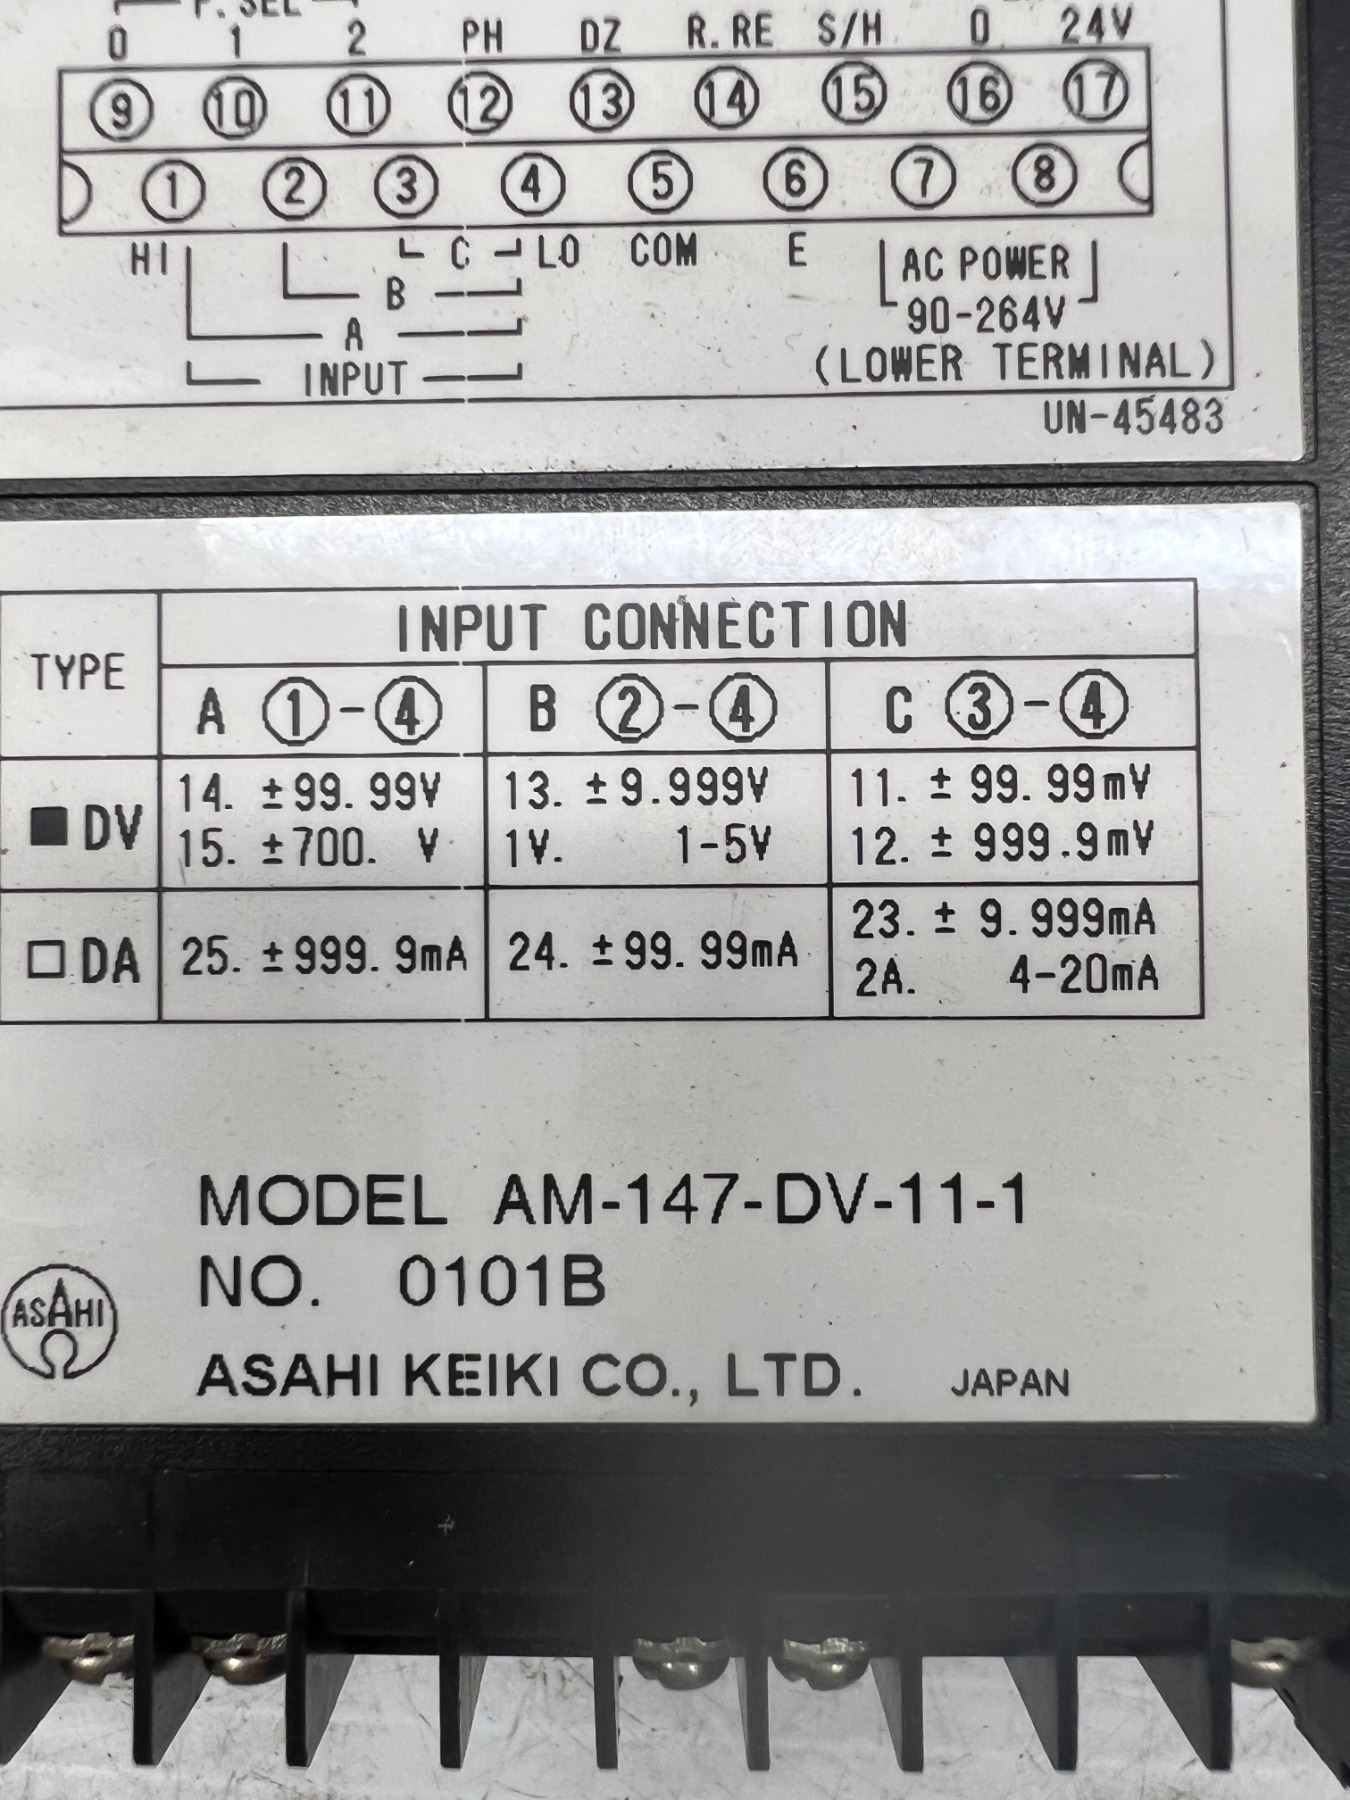 P. SEL
0 1 2 PH DZ R.RE S/H 0 24V
9 10 11 12 13 14 15 16 17
1 2 3 4 5 6 7 8
HI C LO COM E AC POWER
B 90-264V
A (LOWER TERMINAL)
INPUT
UN-45483
TYPE INPUT CONNECTION
A ①-④ B ②-④ C ③-④
■ DV 14. ±99.99V 13. ±9.999V 11. ± 99.99mV
15. ±700. V 1V. 1-5V 12. ± 999.9mV
□ DA 25. ±999.9mA 24. ±99.99mA 23. ± 9.999mA
2A. 4-20mA
MODEL AM-147-DV-11-1
NO. 0101B
ASAHI
ASAHI KEIKI CO., LTD. JAPAN